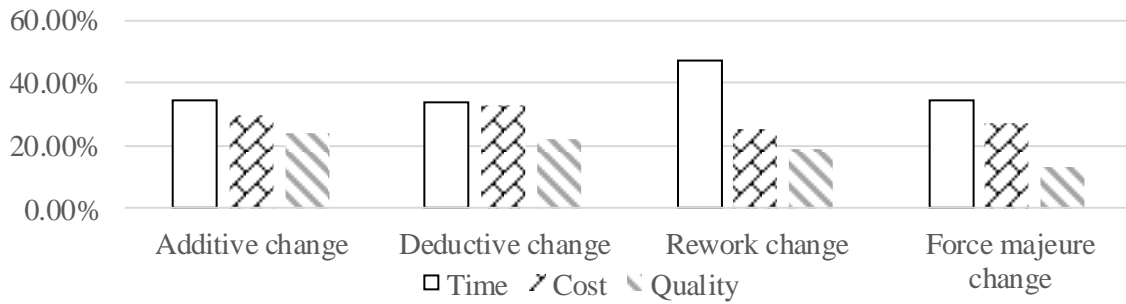 60.00%
40.00%
20.00%
0.00%
Additive change
Deductive change
Rework change
Force majeure
change
Time
Cost
Quality